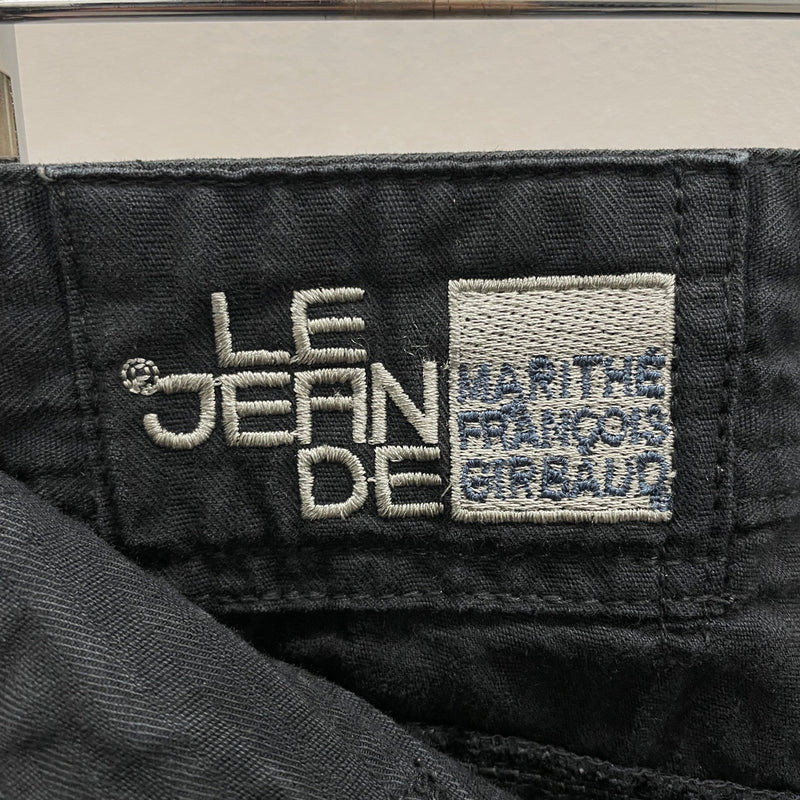 LE
JEAN
DE
MARITHÉ
FRANÇOIS
GIRBAUD